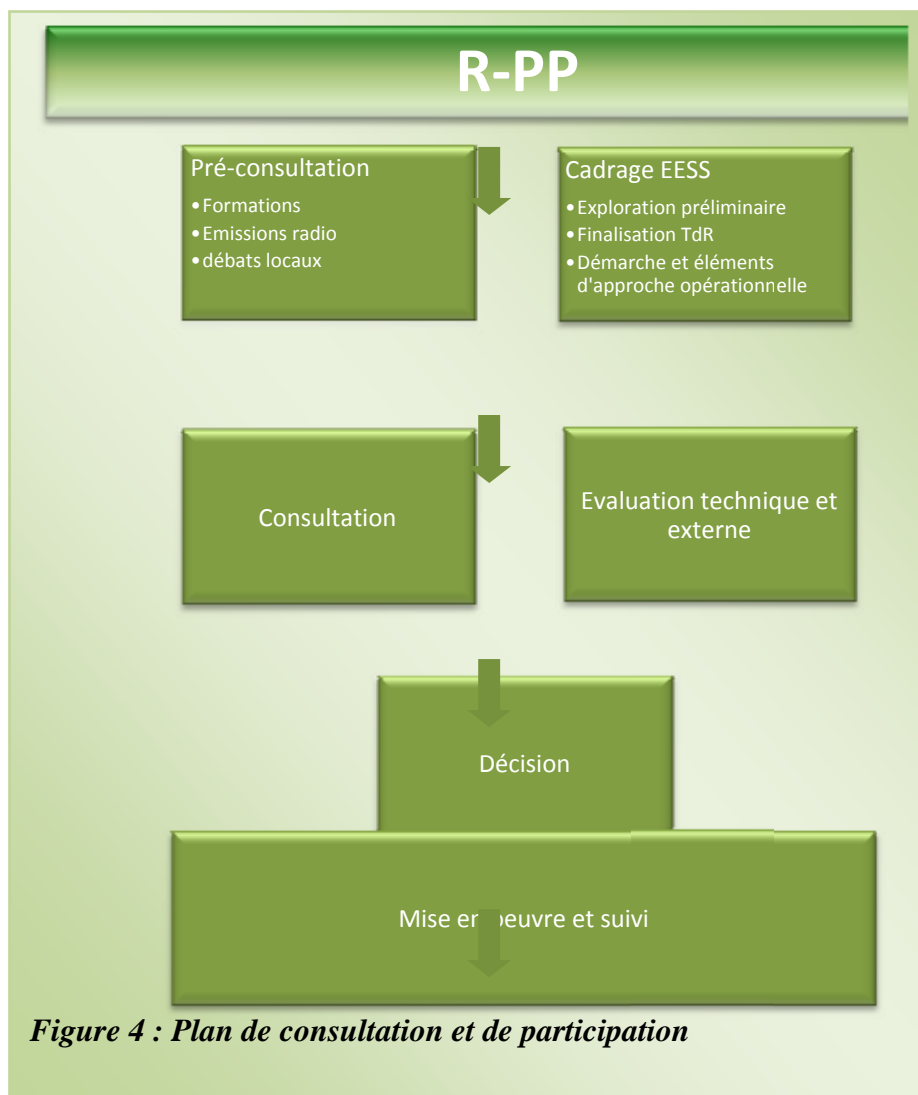 R-PP
Pré-consultation
•Formations
•Emissions radio
•débats locaux
Cadrage EESS
•Exploration préliminaire
•Finalisation TdR
•Démarche et éléments
d'approche opérationnelle
Consultation
Evaluation technique et
externe
Décision
Mise en oeuvre et suivi
Figure 4 : Plan de consultation et de participation